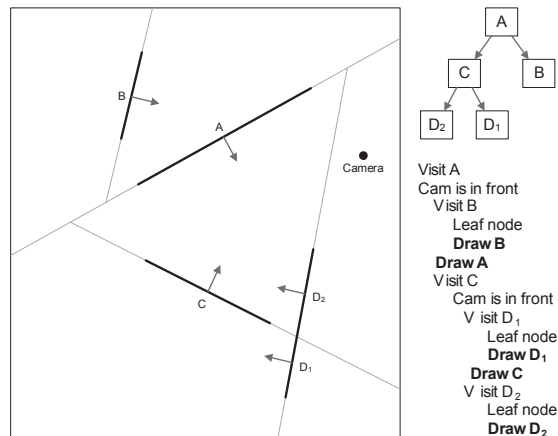 B
A
Camera
C
D2
D1
A
C
B
D2
D1
Visit A
Cam is in front
Visit B
Leaf node
Draw B
Draw A
Visit C
Cam is in front
V isit D1
Leaf node
Draw D1
Draw C
V isit D2
Leaf node
Draw D2